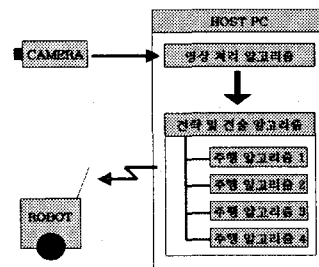 HOST PC
CAMERA
영상 처리 알고리즘
전략 및 전술 알고리즘
주행 알고리즘 1
주행 알고리즘 2
주행 알고리즘 3
주행 알고리즘 4
ROBOT